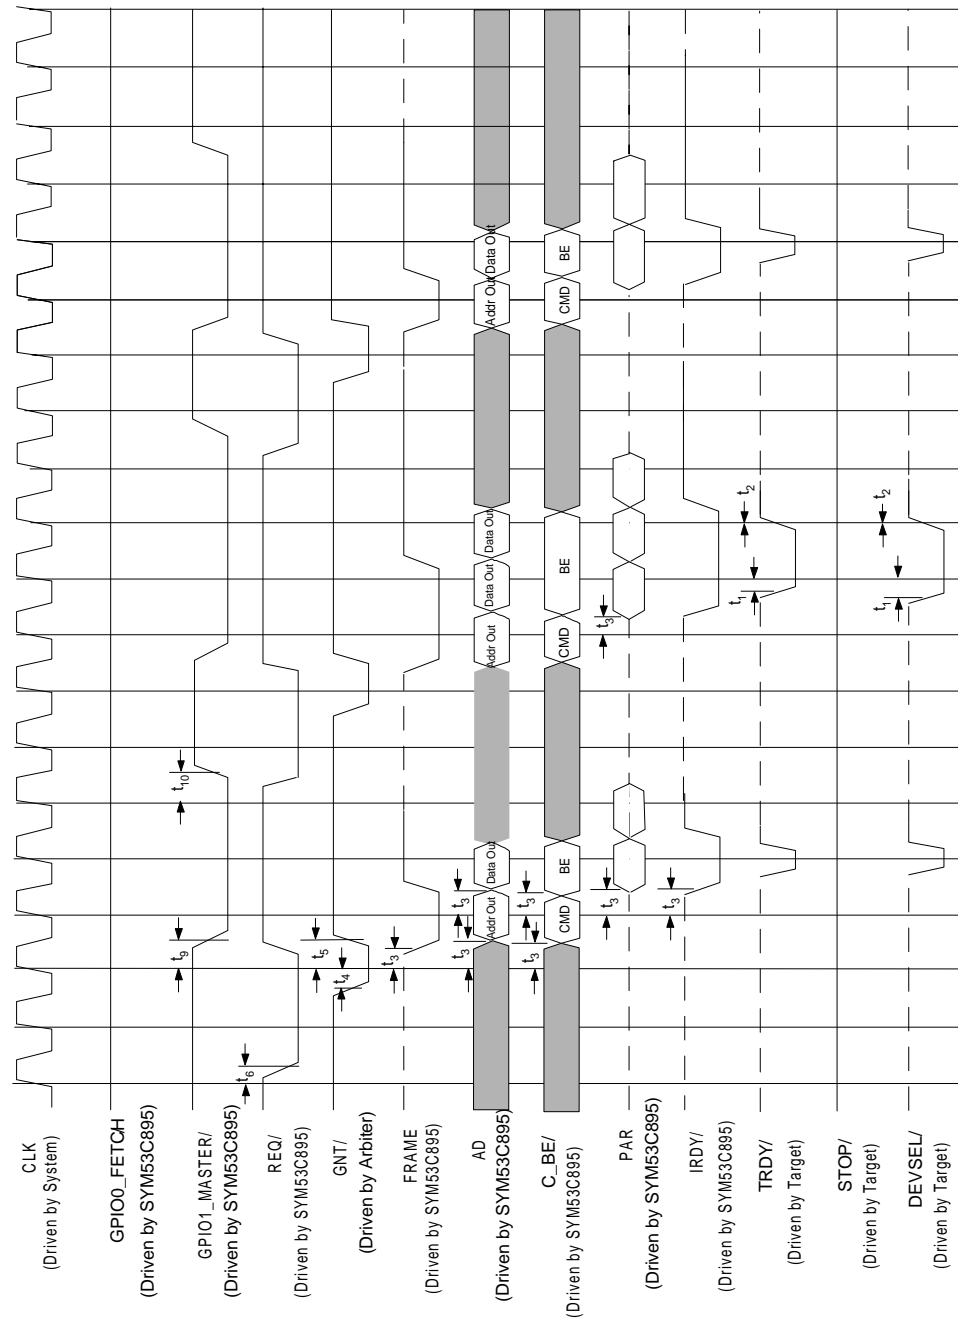 CLK
(Driven by System)
GPIO0_FETCH
(Driven by SYM53C895)
GPIO1_MASTER/
(Driven by SYM53C895)
t9
t10
REQ/
(Driven by SYM53C895)
t6
GNT/
(Driven by Arbiter)
t4
t5
FRAME
(Driven by SYM53C895)
t3
AD
(Driven by SYM53C895)
t3
t3
Addr Out
Data Out
Addr Out
Data Out
Data Out
Addr Out
Data Out
C_BE/
(Driven by SYM53C895)
t3
t3
CMD
BE
CMD
BE
CMD
BE
PAR
(Driven by SYM53C895)
t3
t3
IRDY/
(Driven by SYM53C895)
t3
TRDY/
(Driven by Target)
t1
t2
STOP/
(Driven by Target)
DEVSEL/
(Driven by Target)
t1
t2